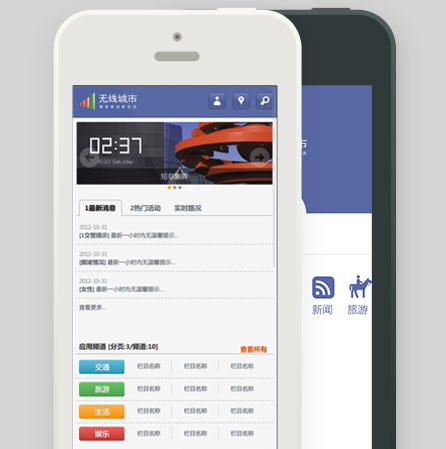 无线城市
02:37
Saturday
1最新消息 2热门活动 实时路况
2012-10-31
[1交警提示] 最新一小时内无温馨提示..
2012-10-31
[拥堵情况] 最新一小时内无温馨提示..
2012-10-31
[女性] 最新一小时内无温馨提示..
查看更多..
应用频道 [分页:3/频道:10] 查看所有
交通 栏目名称 栏目名称 栏目名称
旅游 栏目名称 栏目名称 栏目名称
生活 栏目名称 栏目名称 栏目名称
娱乐 栏目名称 栏目名称 栏目名称
市
新闻 旅游